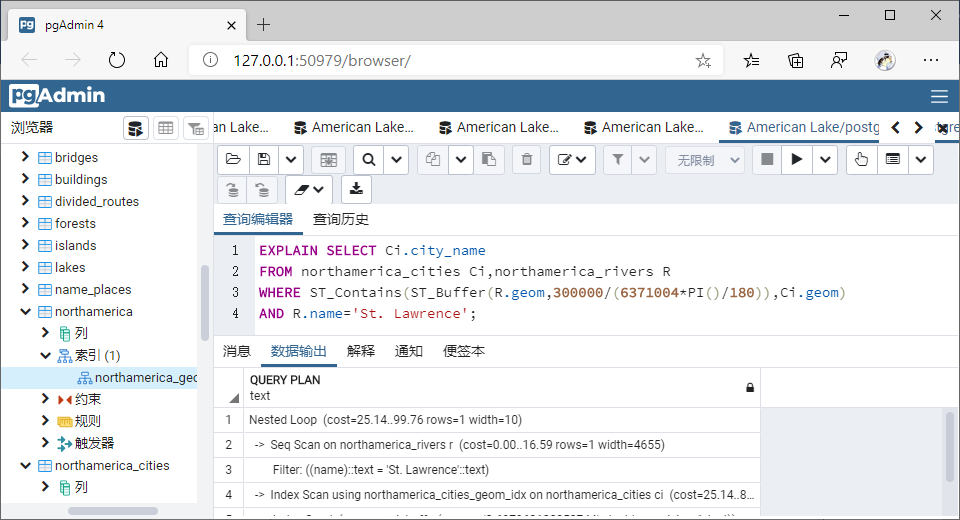 pgAdmin 4
127.0.0.1:50979/browser/
pgAdmin
浏览器
an Lake...
American Lake...
American Lake...
American Lake...
American Lake/postg
无限制
bridges
buildings
divided_routes
forests
islands
lakes
name_places
northamerica
列
索引 (1)
northamerica_geo
约束
规则
触发器
northamerica_cities
列
查询编辑器
查询历史
1 EXPLAIN SELECT Ci.city_name
2 FROM northamerica_cities Ci,northamerica_rivers R
3 WHERE ST_Contains(ST_Buffer(R.geom,300000/(6371004*PI()/180)),Ci.geom)
4 AND R.name='St. Lawrence';
消息 数据输出 解释 通知 便签本
QUERY PLAN
text
1 Nested Loop (cost=25.14..99.76 rows=1 width=10)
2 -> Seq Scan on northamerica_rivers r (cost=0.00..16.59 rows=1 width=4655)
3 Filter: ((name)::text = 'St. Lawrence'::text)
4 -> Index Scan using northamerica_cities_geom_idx on northamerica_cities ci (cost=25.14..8...